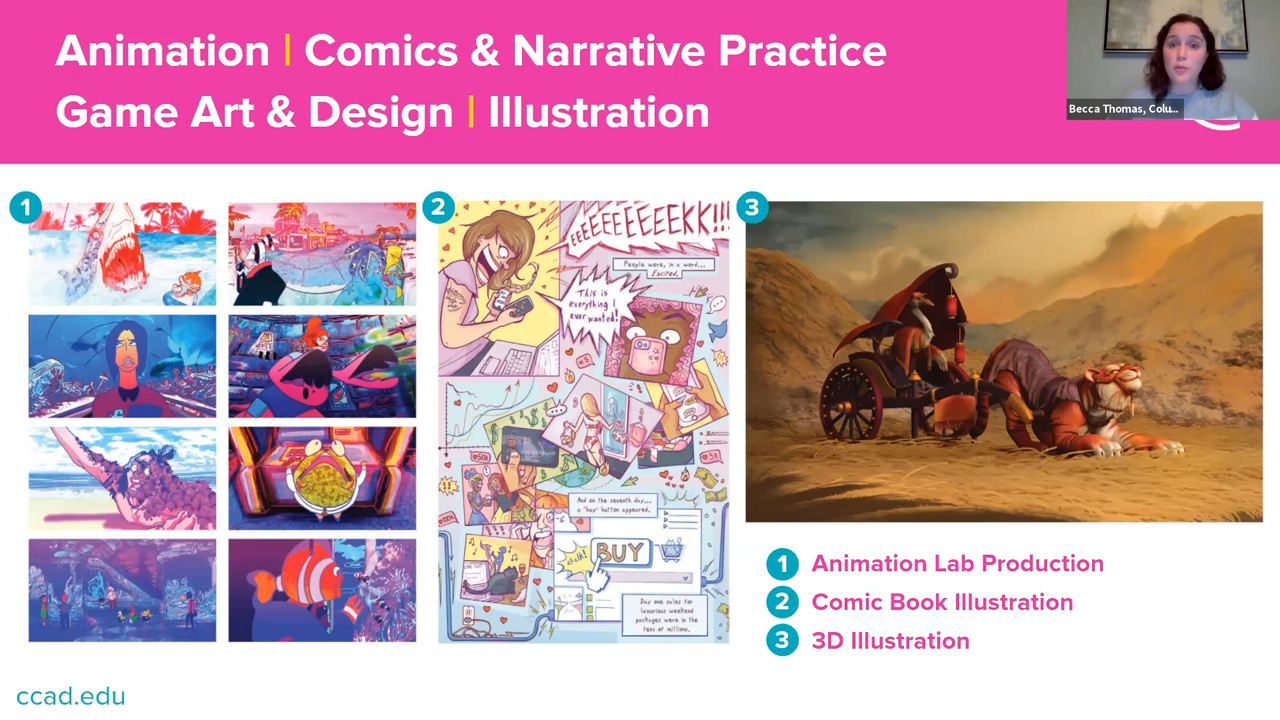 Animation | Comics & Narrative Practice
Game Art & Design | Illustration
Becca Thomas, Colu...
1
2
3
EEEEEEEEEEKK!!!
People were, in a word...
Excited.
This is
everything I
ever wanted!
And on the seventh day...
a "buy" button appeared.
BUY
Day one sales for
luxurious weekend
packages were in the
tens of millions.
1 Animation Lab Production
2 Comic Book Illustration
3 3D Illustration
ccad.edu